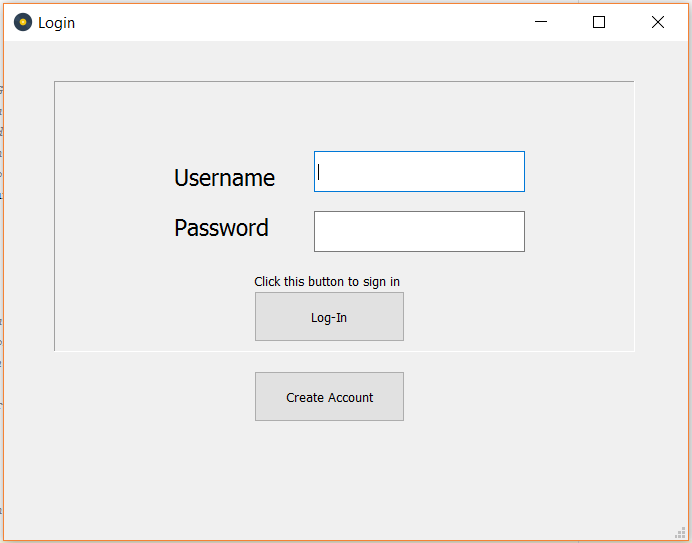 Login
Username
Password
Click this button to sign in
Log-In
Create Account